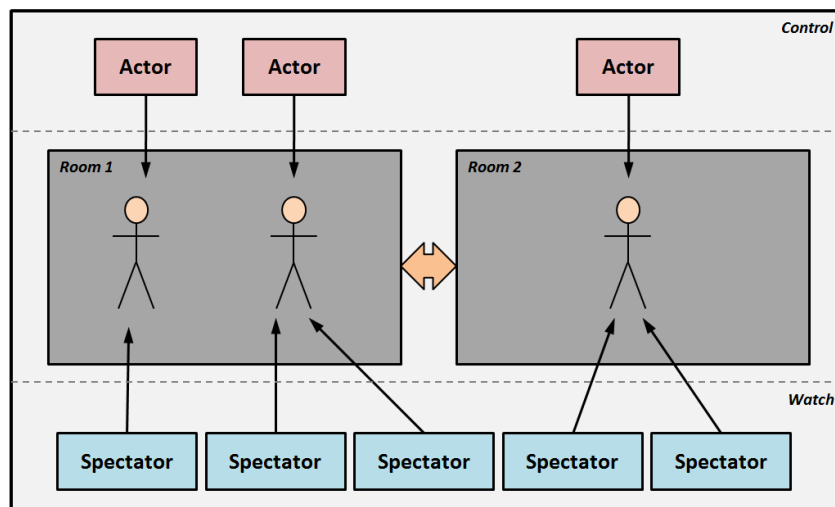 Control
Actor
Actor
Actor
Room 1
Room 2
Watch
Spectator
Spectator
Spectator
Spectator
Spectator